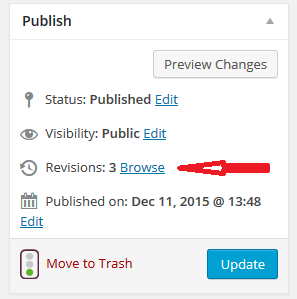 Publish
Preview Changes
Status: Published Edit
Visibility: Public Edit
Revisions: 3 Browse
Published on: Dec 11, 2015 @ 13:48
Edit
Move to Trash
Update